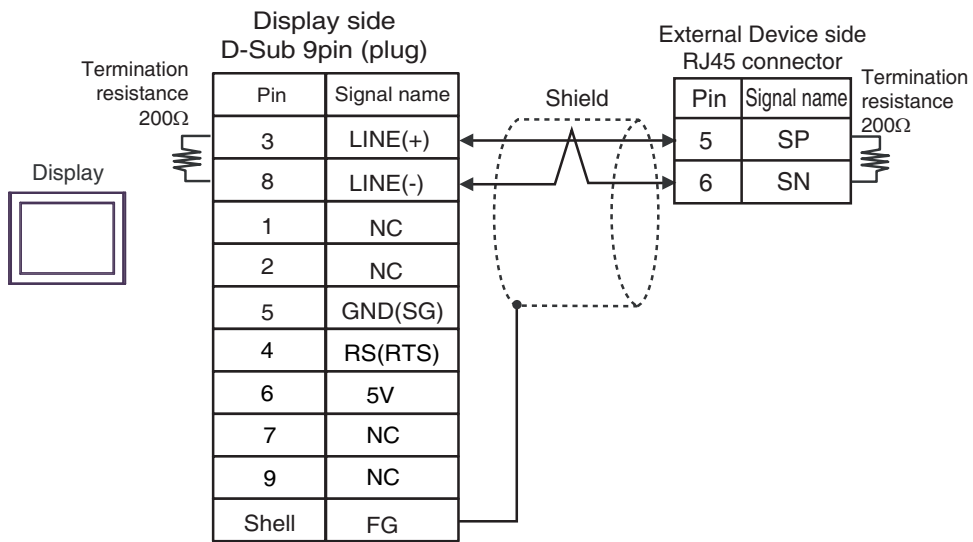 Display side
D-Sub 9pin (plug)
External Device side
RJ45 connector
Termination
resistance
200Ω
Pin Signal name
Shield
Pin Signal name
Termination
resistance
200Ω
3 LINE(+)
5 SP
8 LINE(-)
6 SN
Display
1 NC
2 NC
5 GND(SG)
4 RS(RTS)
6 5V
7 NC
9 NC
Shell FG